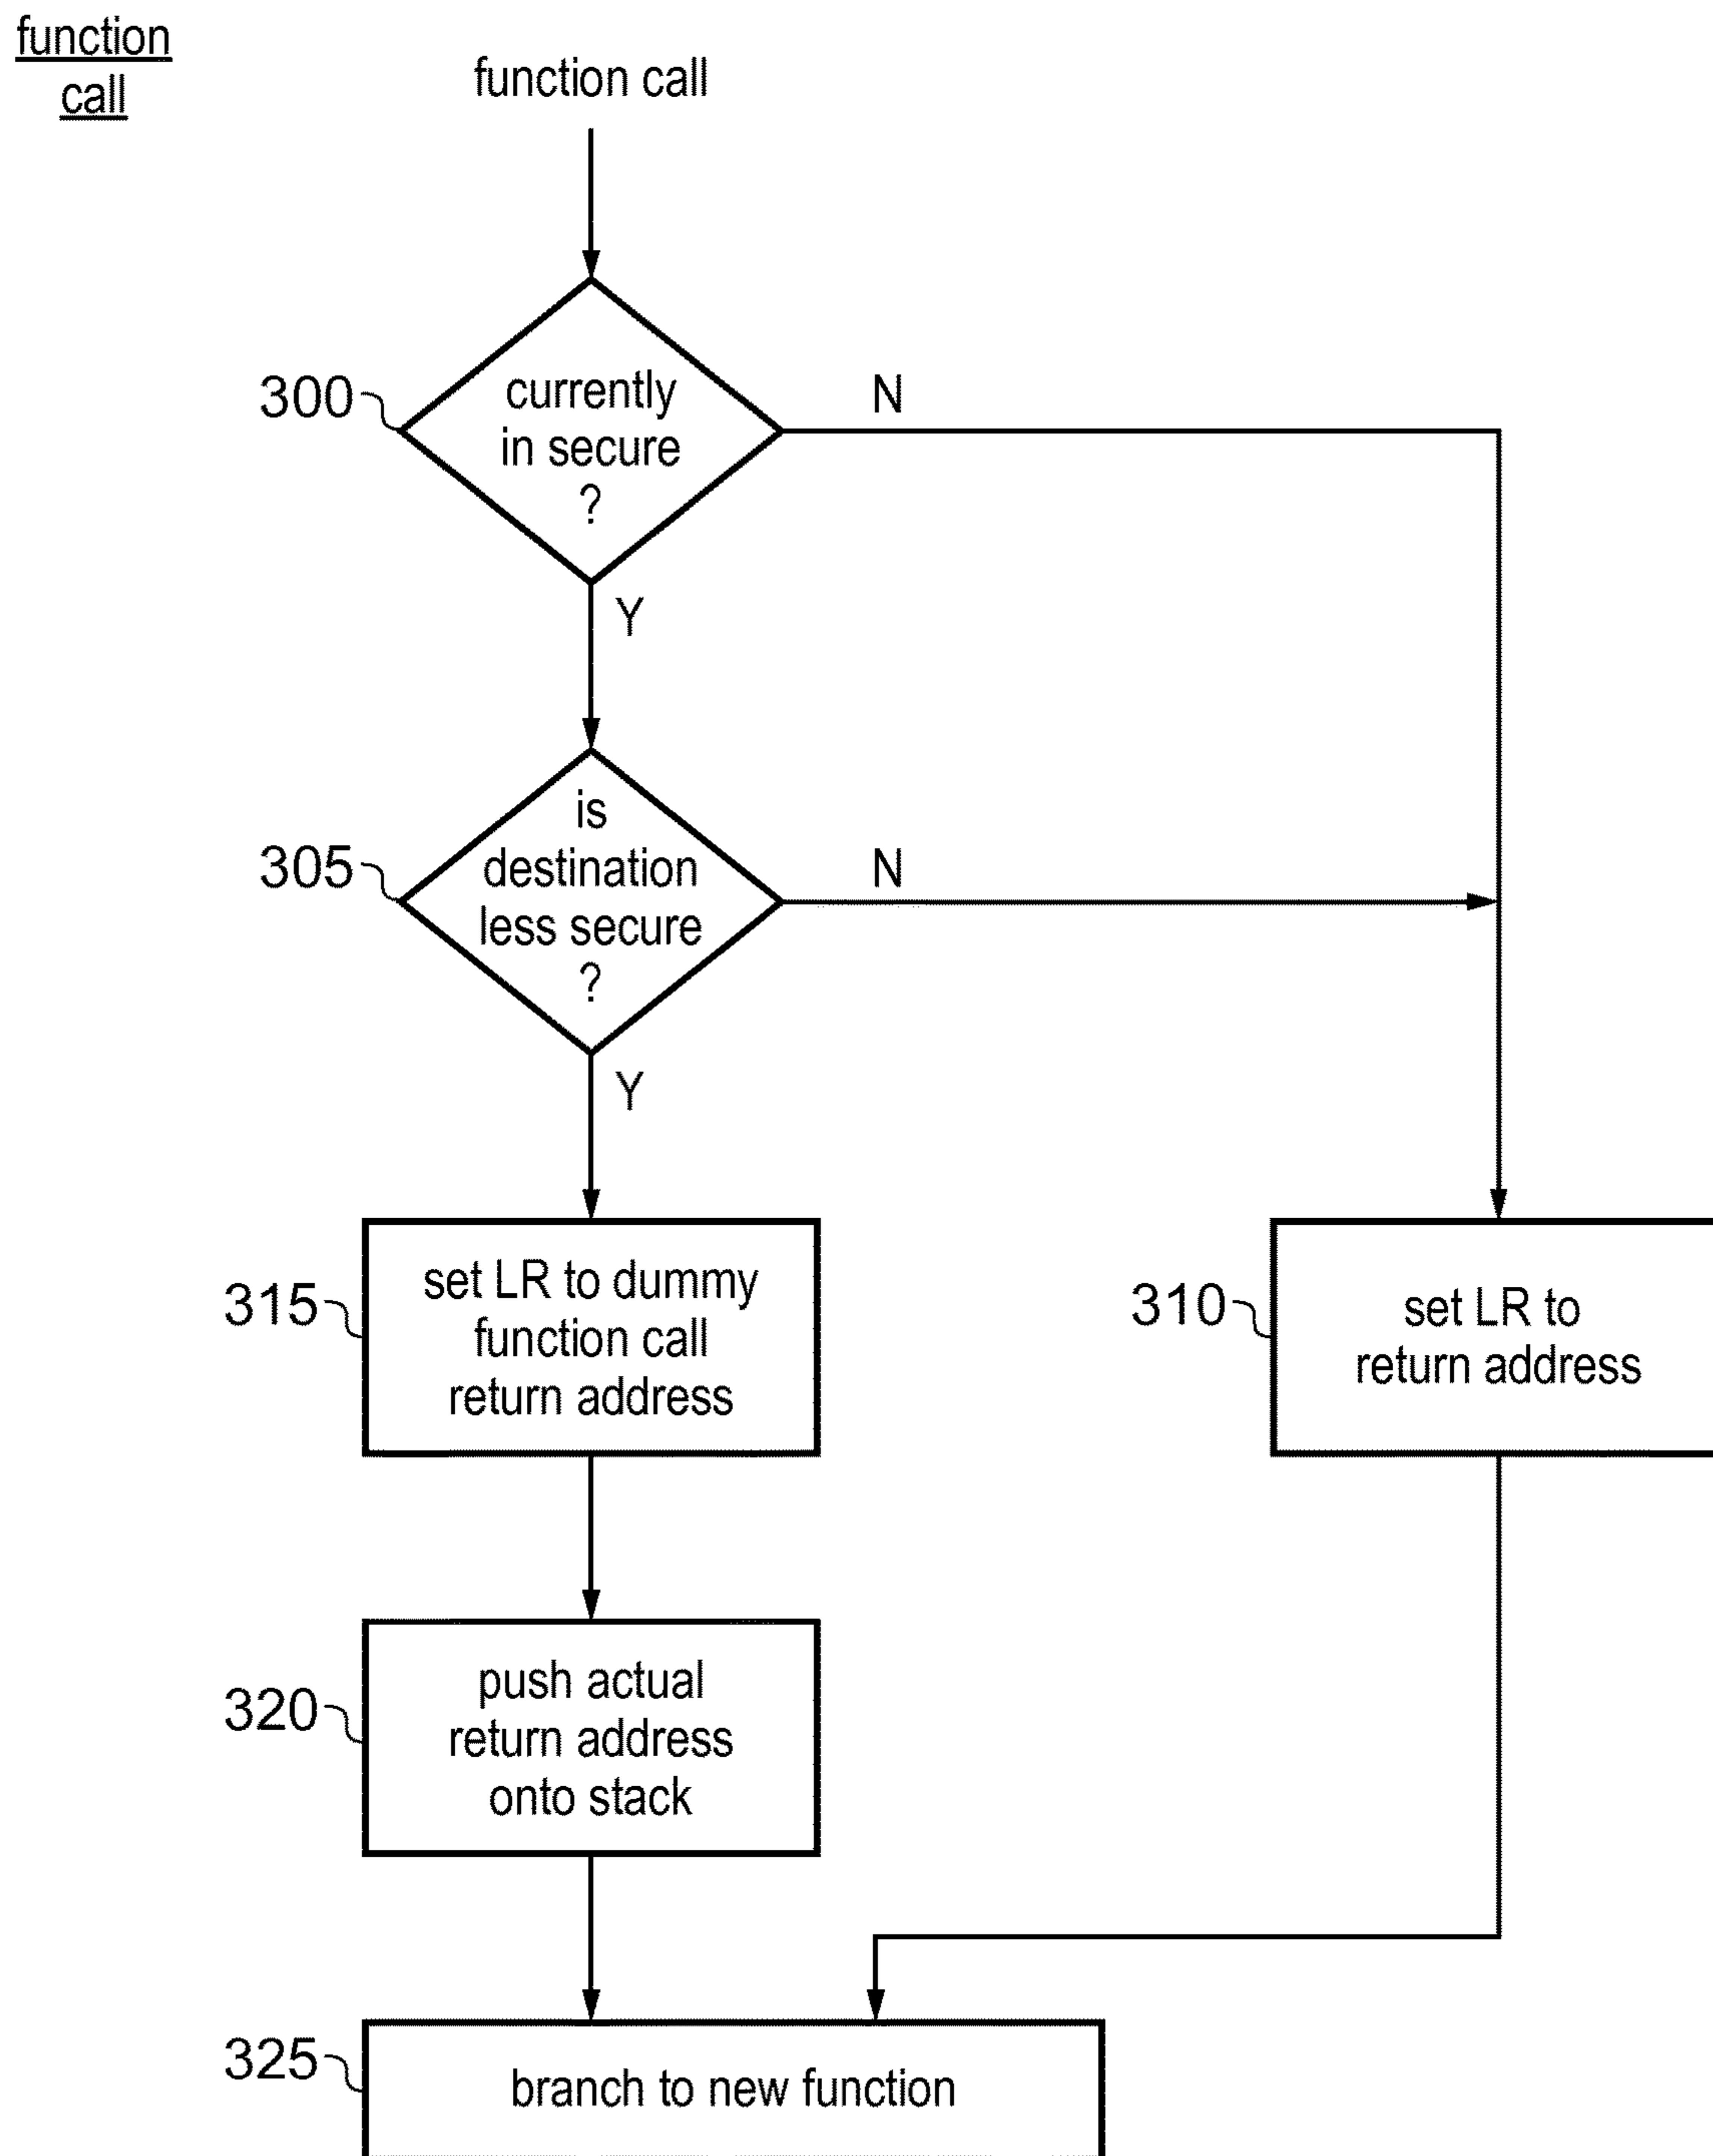 function
call
function call
300
currently
in secure
?
N
Y
305
is
destination
less secure
?
N
Y
315
set LR to dummy
function call
return address
310
set LR to
return address
320
push actual
return address
onto stack
325
branch to new function